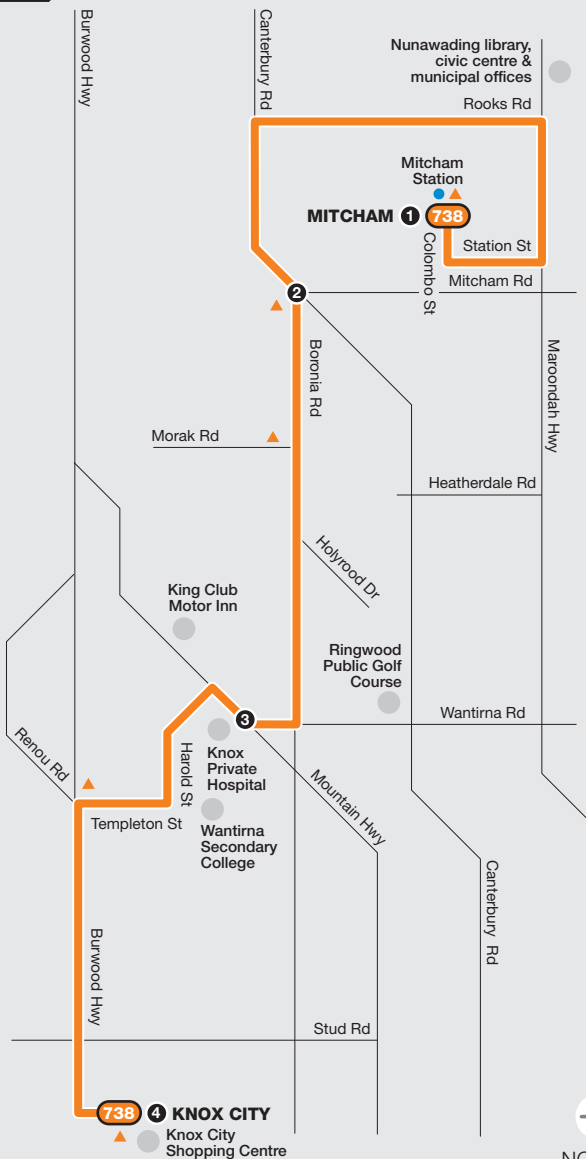 Burwood Hwy
Canterbury Rd
Nunawading library,
civic centre &
municipal offices
Rooks Rd
Mitcham
Station
MITCHAM 1 738
Station St
Colombo St
Mitcham Rd
2
Boronia Rd
Maroondah Hwy
Morak Rd
Heatherdale Rd
Holyrood Dr
King Club
Motor Inn
Ringwood
Public Golf
Course
3
Wantirna Rd
Renou Rd
Harold St
Knox
Private
Hospital
Mountain Hwy
Templeton St
Wantirna
Secondary
College
Canterbury Rd
Burwood Hwy
Stud Rd
738 4 KNOX CITY
Knox City
Shopping Centre